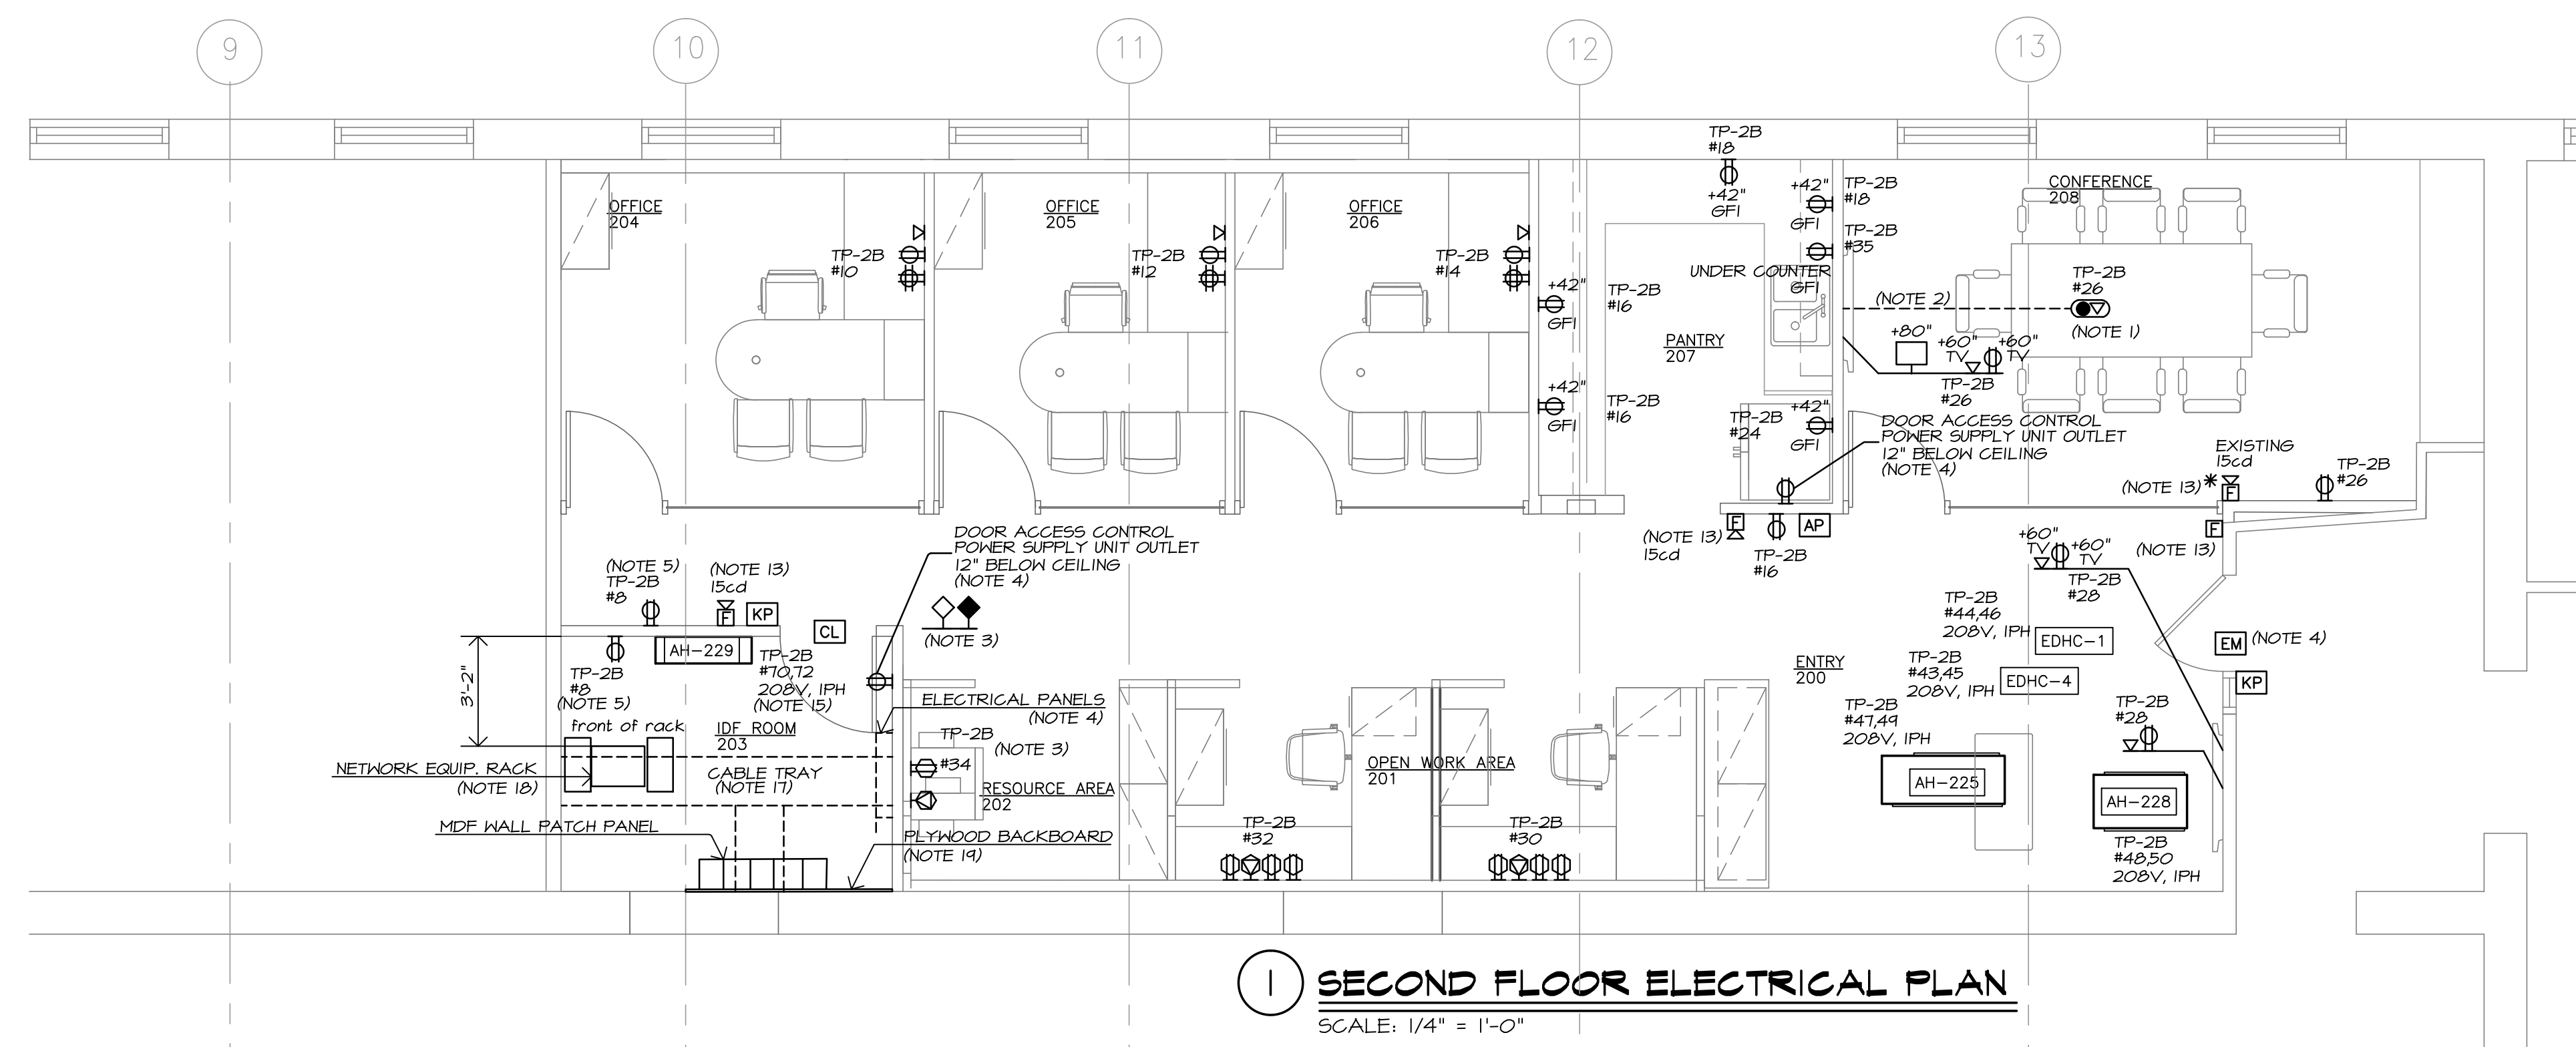 9
10
11
12
13
OFFICE
204
TP-2B
#10
OFFICE
205
TP-2B
#12
OFFICE
206
TP-2B
#14
TP-2B
#18
+42"
GFI
+42"
GFI
TP-2B
#18
TP-2B
#35
UNDER COUNTER
GFI
+42"
GFI
TP-2B
#16
PANTRY
207
+42"
GFI
TP-2B
#16
TP-2B
#24
+42"
GFI
CONFERENCE
208
TP-2B
#26
(NOTE 2)
(NOTE 1)
+80"
+60"
TV
+60"
TV
TP-2B
#26
DOOR ACCESS CONTROL
POWER SUPPLY UNIT OUTLET
12" BELOW CEILING
(NOTE 4)
EXISTING
15cd
(NOTE 13)
*
F
TP-2B
#26
(NOTE 13)
15cd
F
TP-2B
#16
AP
F
(NOTE 13)
+60"
TV
+60"
TV
TP-2B
#28
DOOR ACCESS CONTROL
POWER SUPPLY UNIT OUTLET
12" BELOW CEILING
(NOTE 4)
(NOTE 3)
(NOTE 5)
TP-2B
#8
(NOTE 13)
15cd
F
KP
CL
3'-2"
TP-2B
#8
(NOTE 5)
AH-229
TP-2B
#70,72
208V, 1PH
(NOTE 15)
front of rack
IDF ROOM
203
ELECTRICAL PANELS
(NOTE 4)
TP-2B
#34
(NOTE 3)
NETWORK EQUIP. RACK
(NOTE 18)
CABLE TRAY
(NOTE 17)
RESOURCE AREA
202
MDF WALL PATCH PANEL
PLYWOOD BACKBOARD
(NOTE 19)
OPEN WORK AREA
201
TP-2B
#32
TP-2B
#30
ENTRY
200
TP-2B
#44,46
208V, 1PH
EDHC-1
EM
(NOTE 4)
KP
TP-2B
#43,45
208V, 1PH
EDHC-4
TP-2B
#47,49
208V, 1PH
AH-225
TP-2B
#28
AH-228
TP-2B
#48,50
208V, 1PH
1
SECOND FLOOR ELECTRICAL PLAN
SCALE: 1/4" = 1'-0"